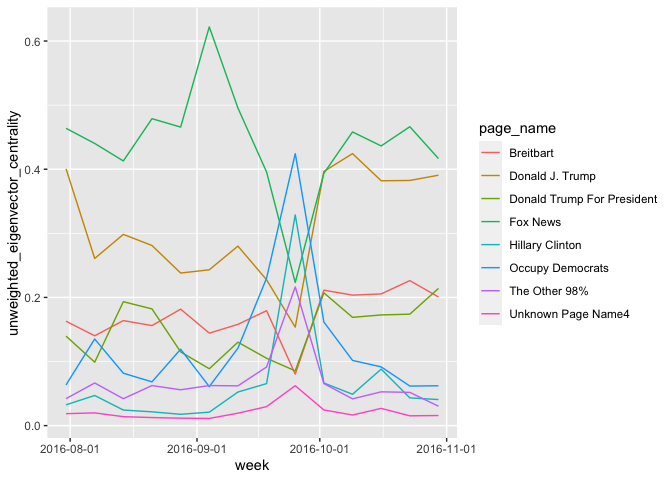 0.6
0.4
0.2
0.0
unweighted_eigenvector_centrality
2016-08-01
2016-09-01
2016-10-01
2016-11-01
week
page_name
Breitbart
Donald J. Trump
Donald Trump For President
Fox News
Hillary Clinton
Occupy Democrats
The Other 98%
Unknown Page Name4